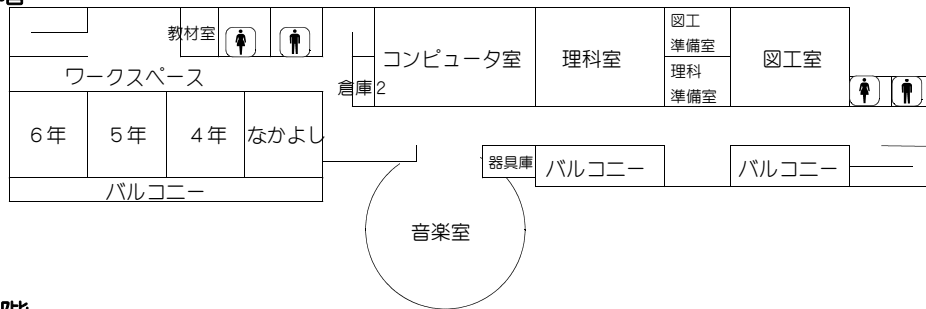 教材室
図工
準備室
コンピュータ室
理科室
図工室
理科
準備室
ワークスペース
倉庫2
6年
5年
4年
なかよし
器具庫
バルコニー
バルコニー
バルコニー
音楽室
階